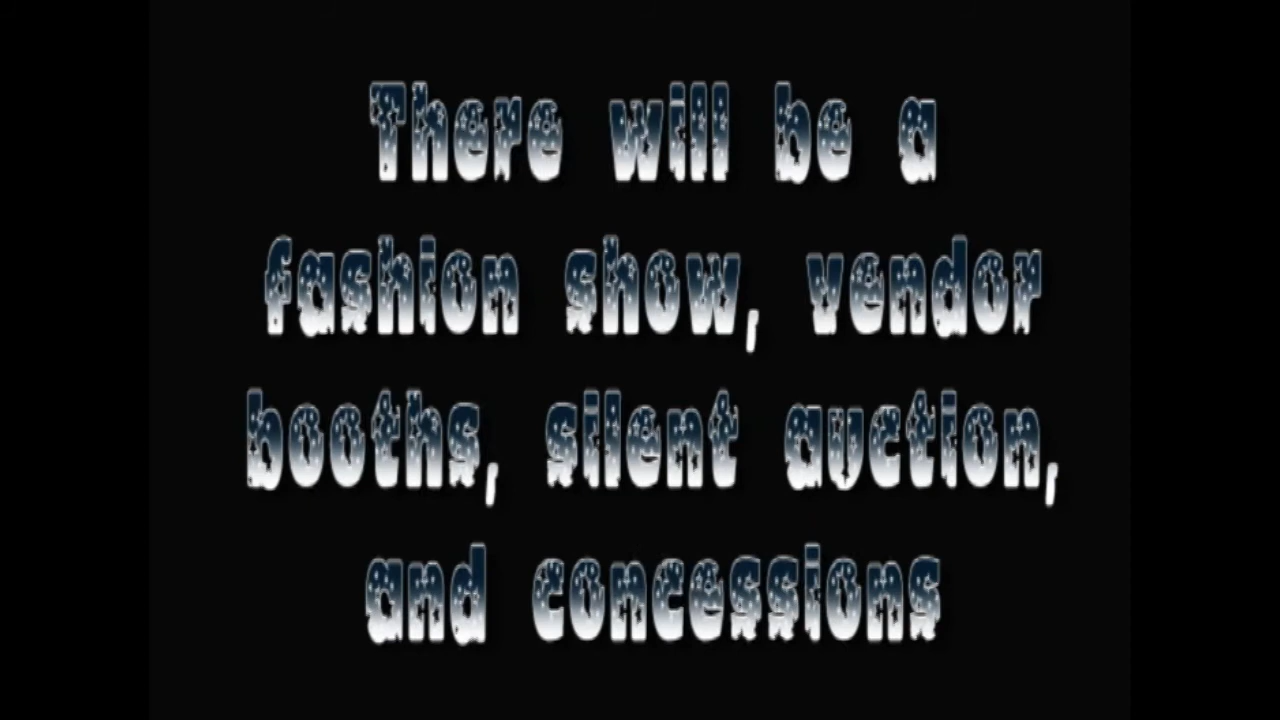 There will be a
fashion show, vendor
booths, silent auction,
and concessions